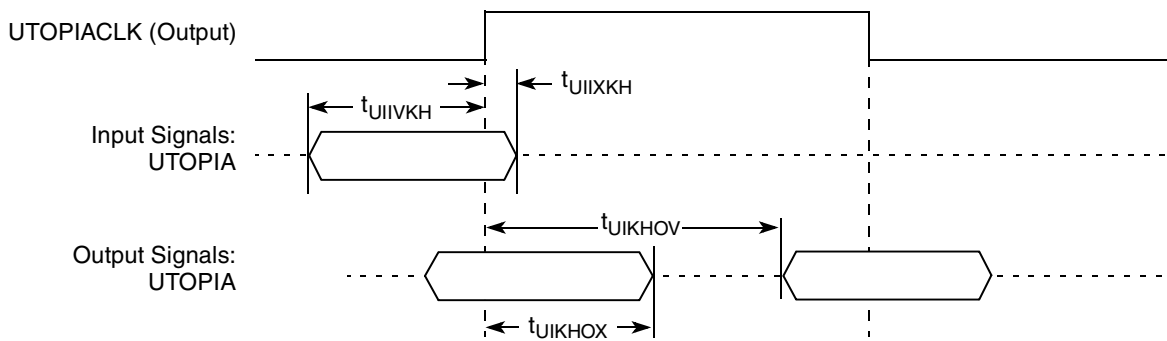 UTOPIACLK (Output)
tUIIXKH
tUIIVKH
Input Signals:
UTOPIA
tUIKHOV
Output Signals:
UTOPIA
tUIKHOX